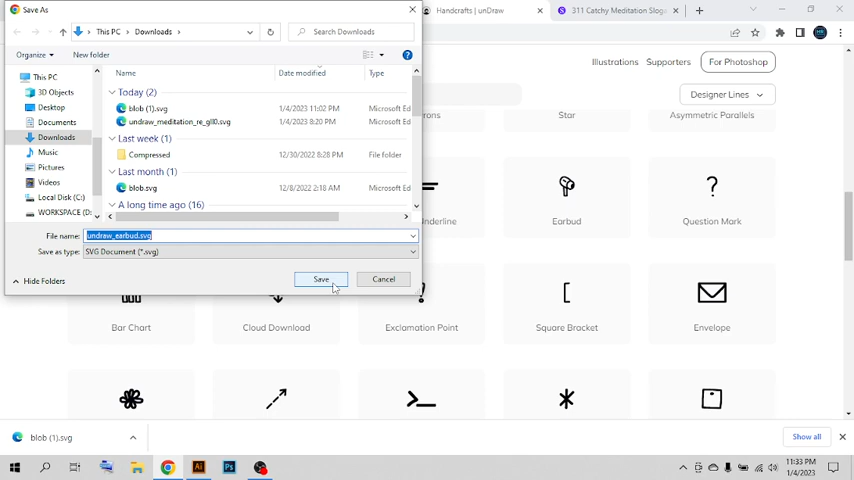 Save As
This PC
Downloads
Search Downloads
Organize
New folder
This PC
3D Objects
Desktop
Documents
Downloads
Music
Pictures
Videos
Local Disk (C:)
WORKSPACE (D:
Name
Date modified
Type
Today (2)
blob (1).svg 1/4/2023 11:02 PM Microsoft Ed
undraw_meditation_re_gll0.svg 1/4/2023 8:20 PM Microsoft Ed
Last week (1)
Compressed 12/30/2022 8:28 PM File folder
Last month (1)
blob.svg 12/8/2022 2:18 AM Microsoft Ed
A long time ago (16)
File name: undraw_earbud.svg
Save as type: SVG Document (*.svg)
Hide Folders
Save
Cancel
Handcrafts | unDraw
311 Catchy Meditation Sloga
Illustrations
Supporters
For Photoshop
Designer Lines
Star
Asymmetric Parallels
Underline
Earbud
Question Mark
Bar Chart
Cloud Download
Exclamation Point
Square Bracket
Envelope
blob (1).svg
Show all
11:33 PM
1/4/2023